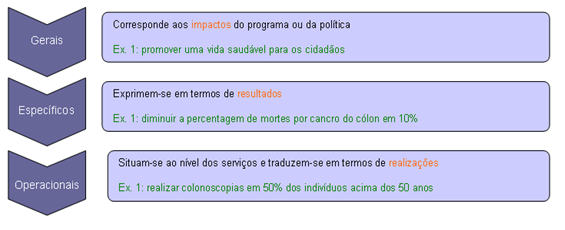 Gerais
Corresponde aos impactos do programa ou da política
Ex. 1: promover uma vida saudável para os cidadãos
Específicos
Exprimem-se em termos de resultados
Ex. 1: diminuir a percentagem de mortes por cancro do cólon em 10%
Operacionais
Situam-se ao nível dos serviços e traduzem-se em termos de realizações
Ex. 1: realizar colonoscopias em 50% dos indivíduos acima dos 50 anos